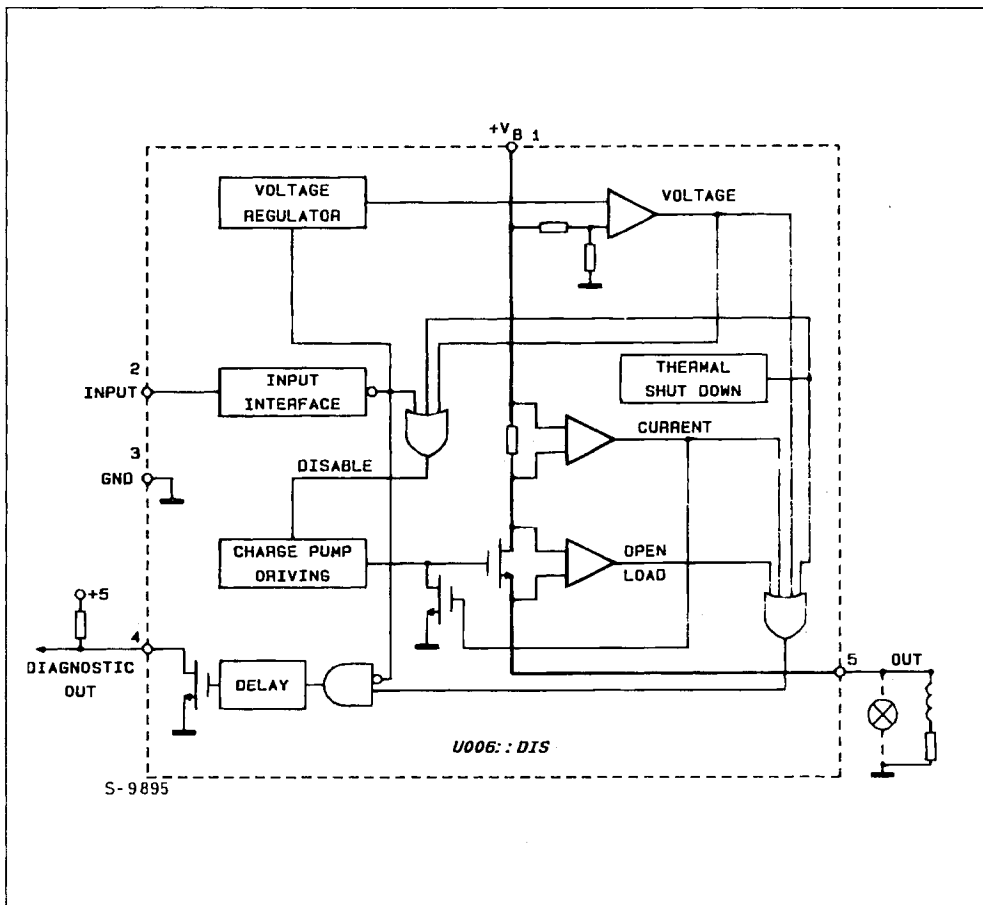 +VB 1
VOLTAGE
REGULATOR
VOLTAGE
2
INPUT
INPUT
INTERFACE
THERMAL
SHUT DOWN
CURRENT
3
GND
DISABLE
CHARGE PUMP
DRIVING
OPEN
LOAD
+5
4
DIAGNOSTIC
OUT
DELAY
5
OUT
U006::DIS
S-9895